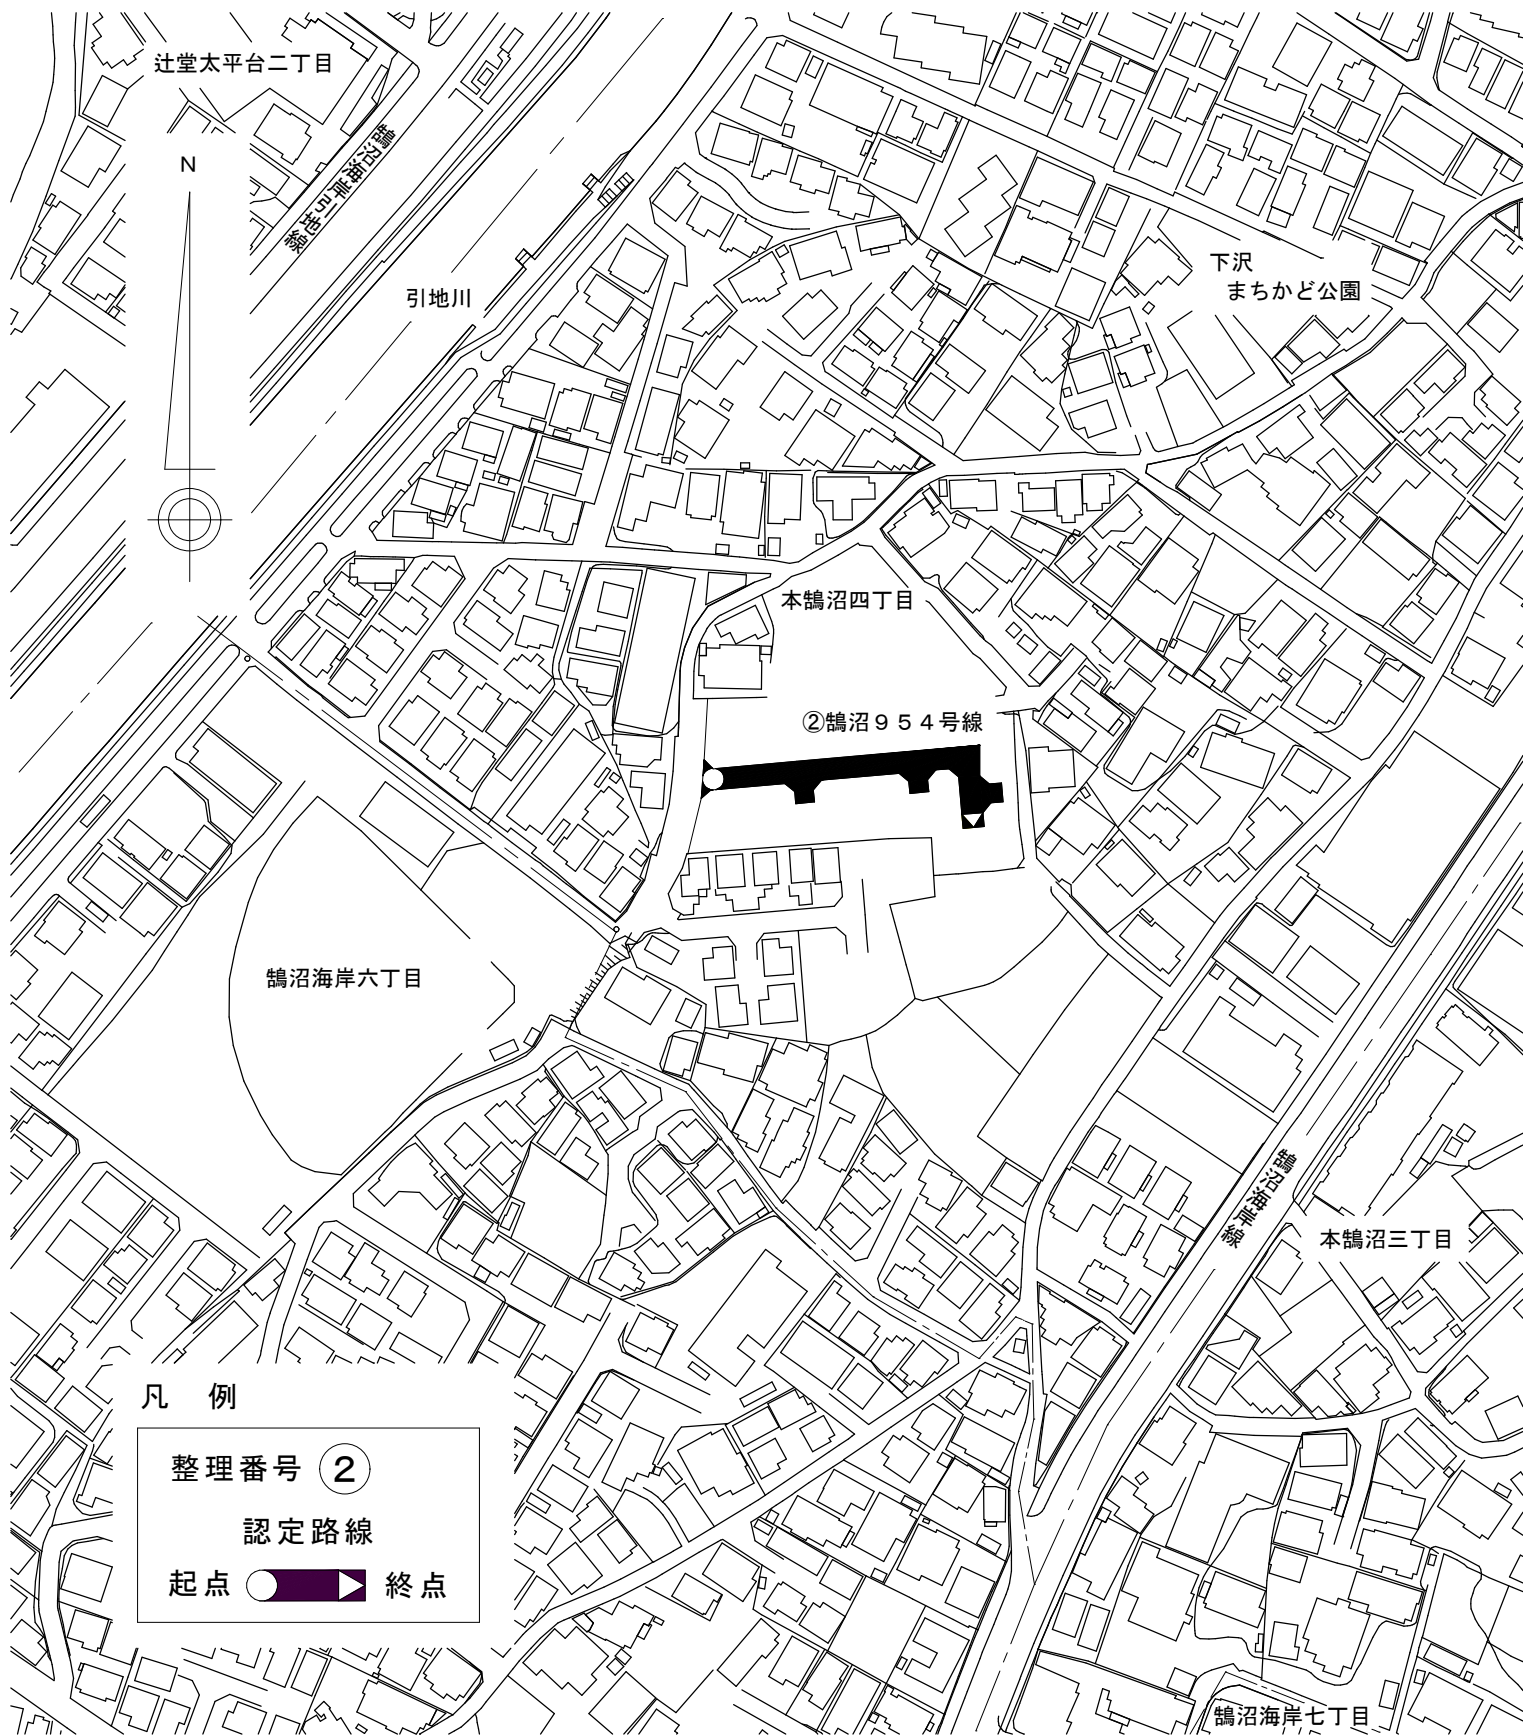 辻堂太平台二丁目
鵠沼海岸引地線
N
引地川
下沢
まちかど公園
本鵠沼四丁目
②鵠沼９５４号線
鵠沼海岸六丁目
鵠沼海岸線
本鵠沼三丁目
凡 例
整理番号 ②
認定路線
起点 終点
鵠沼海岸七丁目